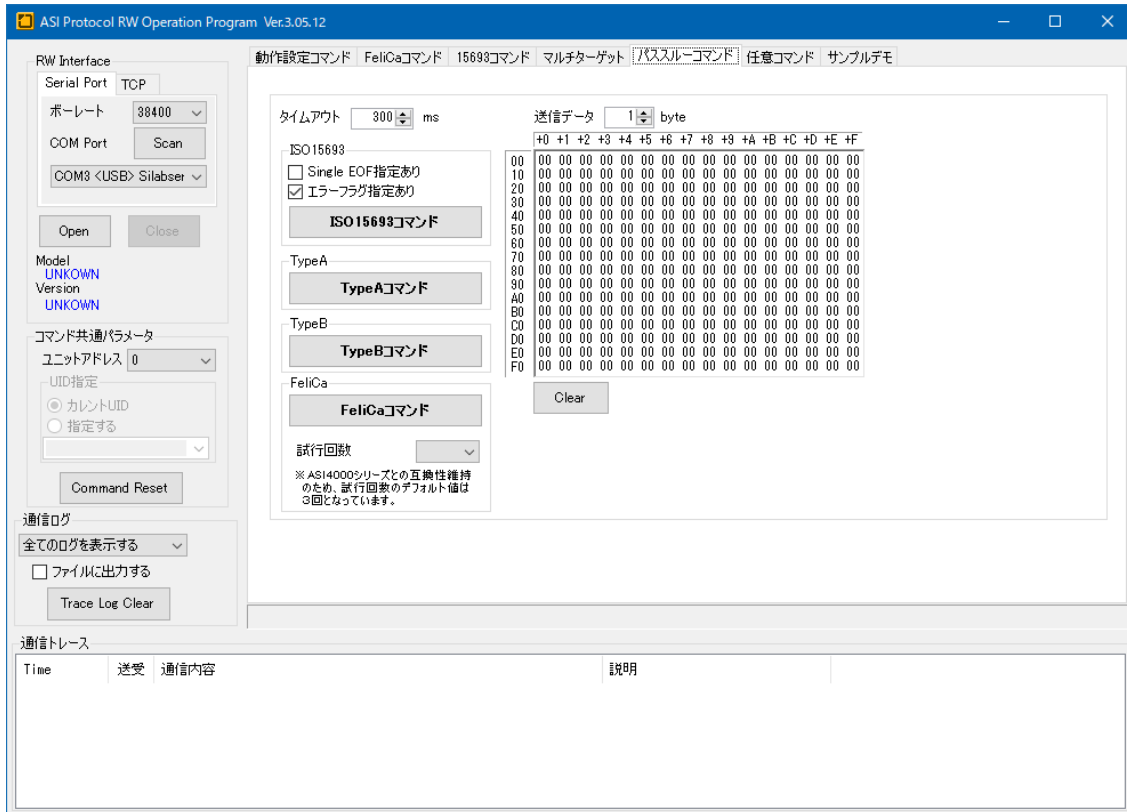 ASI Protocol RW Operation Program Ver.3.05.12
RW Interface
Serial Port TCP
ボーレート 38400
COM Port Scan
COM3 <USB> Silabser
Open Close
Model
UNKOWN
Version
UNKOWN
コマンド共通パラメータ
ユニットアドレス 0
UID指定
カレントUID
指定する
Command Reset
通信ログ
全てのログを表示する
ファイルに出力する
Trace Log Clear
動作設定コマンド FeliCaコマンド 15693コマンド マルチターゲット パススルーコマンド 任意コマンド サンプルデモ
タイムアウト 300 ms
ISO15693
Single EOF指定あり
エラーフラグ指定あり
ISO15693コマンド
TypeA
TypeAコマンド
TypeB
TypeBコマンド
FeliCa
FeliCaコマンド
試行回数
※ASI4000シリーズとの互換性維持
のため、試行回数のデフォルト値は
3回となっています。
送信データ 1 byte
+0 +1 +2 +3 +4 +5 +6 +7 +8 +9 +A +B +C +D +E +F
00 00 00 00 00 00 00 00 00 00 00 00 00 00 00 00 00
10 00 00 00 00 00 00 00 00 00 00 00 00 00 00 00 00
20 00 00 00 00 00 00 00 00 00 00 00 00 00 00 00 00
30 00 00 00 00 00 00 00 00 00 00 00 00 00 00 00 00
40 00 00 00 00 00 00 00 00 00 00 00 00 00 00 00 00
50 00 00 00 00 00 00 00 00 00 00 00 00 00 00 00 00
60 00 00 00 00 00 00 00 00 00 00 00 00 00 00 00 00
70 00 00 00 00 00 00 00 00 00 00 00 00 00 00 00 00
80 00 00 00 00 00 00 00 00 00 00 00 00 00 00 00 00
90 00 00 00 00 00 00 00 00 00 00 00 00 00 00 00 00
A0 00 00 00 00 00 00 00 00 00 00 00 00 00 00 00 00
B0 00 00 00 00 00 00 00 00 00 00 00 00 00 00 00 00
C0 00 00 00 00 00 00 00 00 00 00 00 00 00 00 00 00
D0 00 00 00 00 00 00 00 00 00 00 00 00 00 00 00 00
E0 00 00 00 00 00 00 00 00 00 00 00 00 00 00 00 00
F0 00 00 00 00 00 00 00 00 00 00 00 00 00 00 00 00
Clear
通信トレース
Time 送受 通信内容 説明